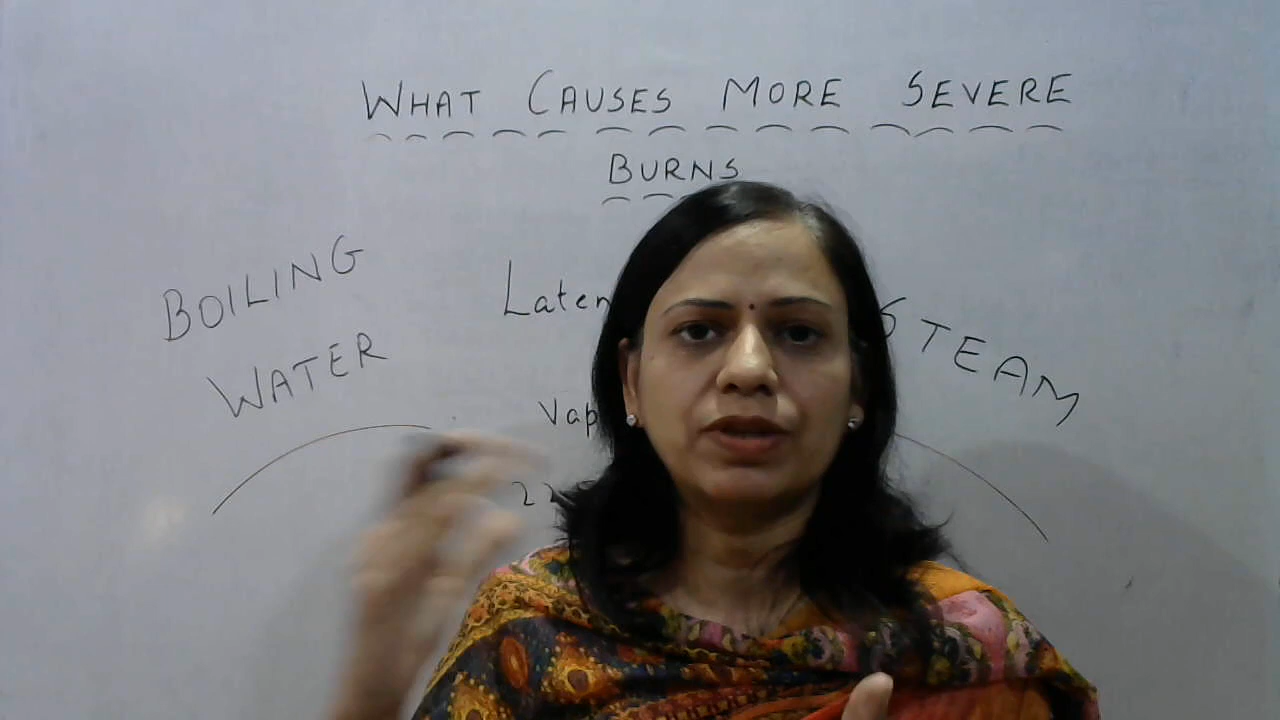 WHAT CAUSES MORE SEVERE
BURNS
BOILING
WATER
STEAM